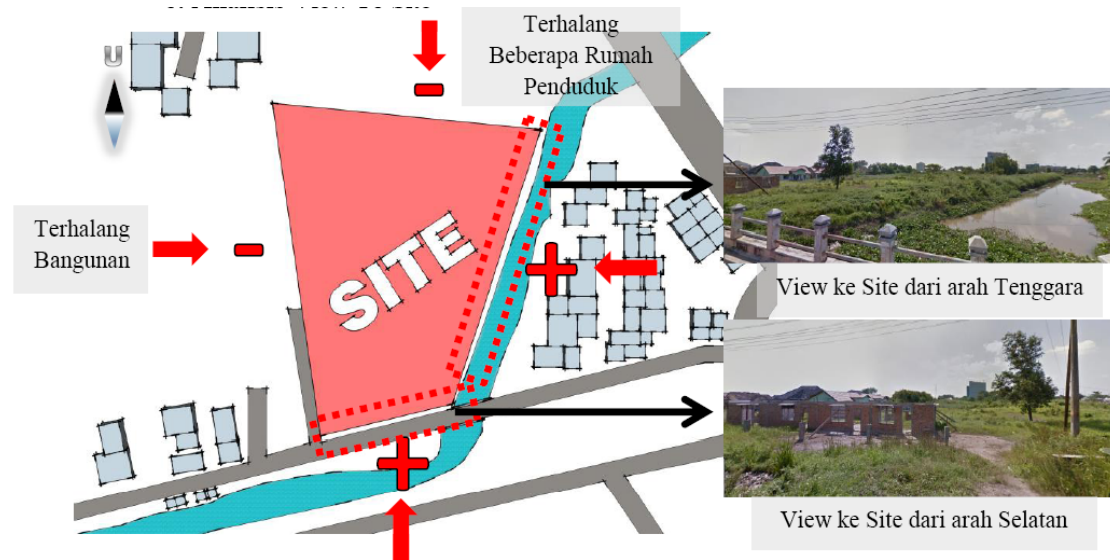 Terhalang
Beberapa Rumah
Penduduk
U
Terhalang
Bangunan
SITE
View ke Site dari arah Tenggara
View ke Site dari arah Selatan